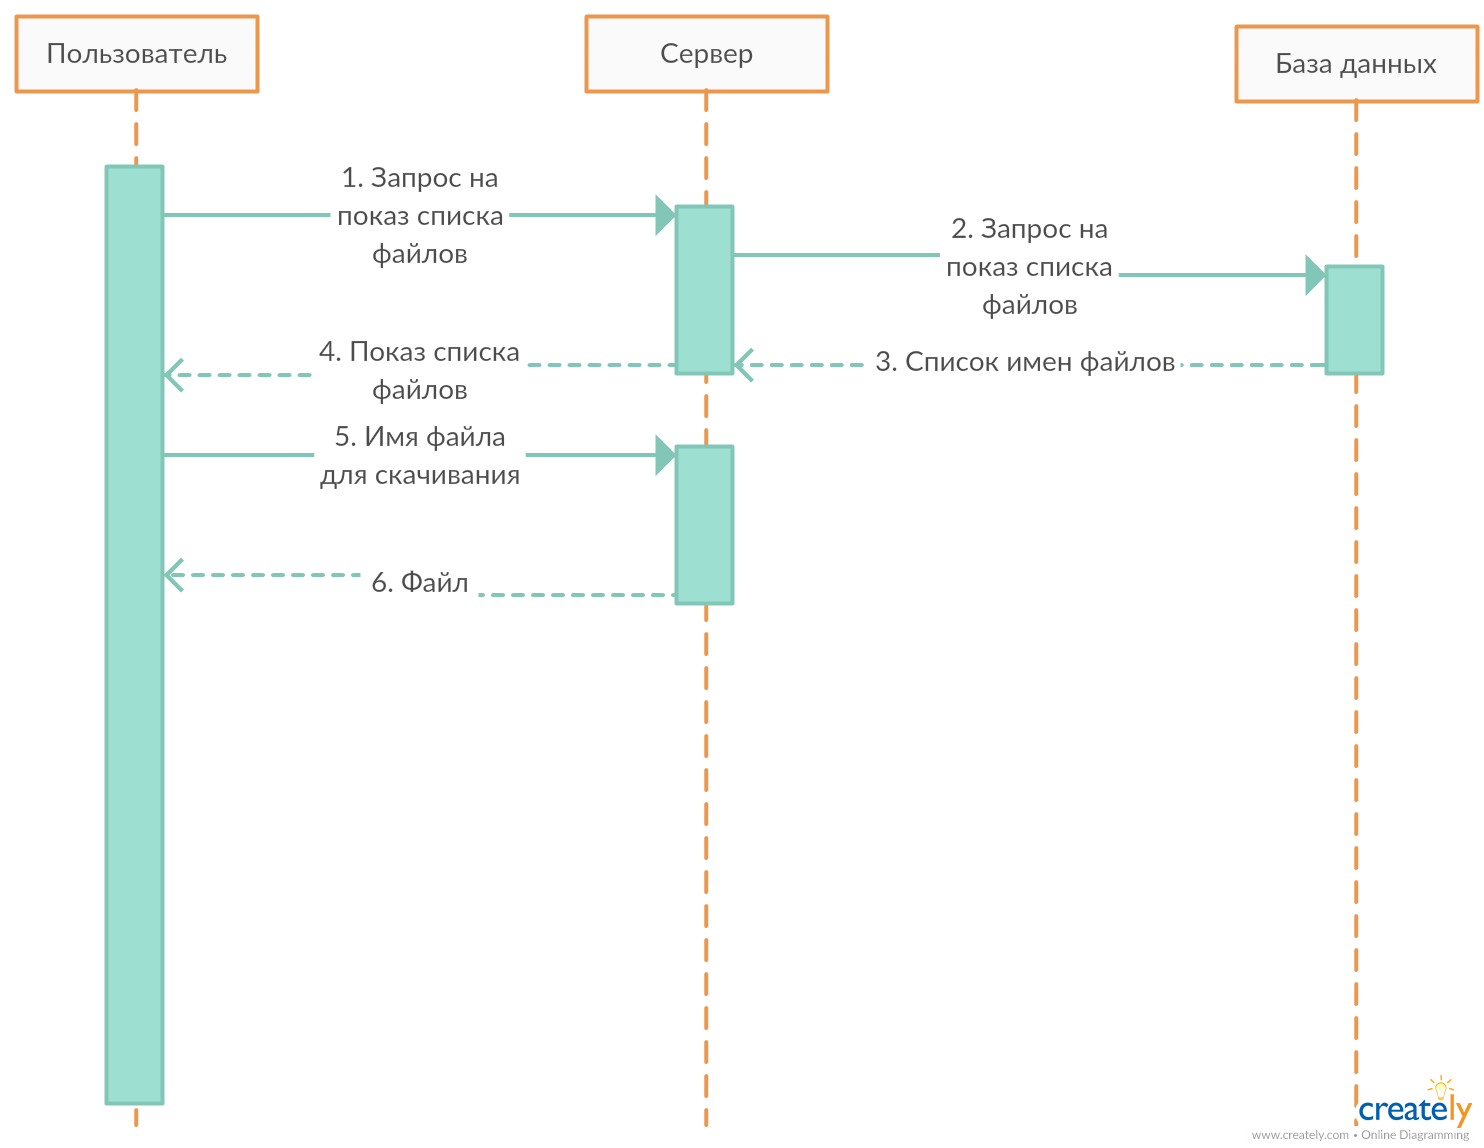 Пользователь
Сервер
База данных
1. Запрос на
показ списка
файлов
2. Запрос на
показ списка
файлов
3. Список имен файлов
4. Показ списка
файлов
5. Имя файла
для скачивания
6. Файл
creately
www.creately.com • Online Diagramming